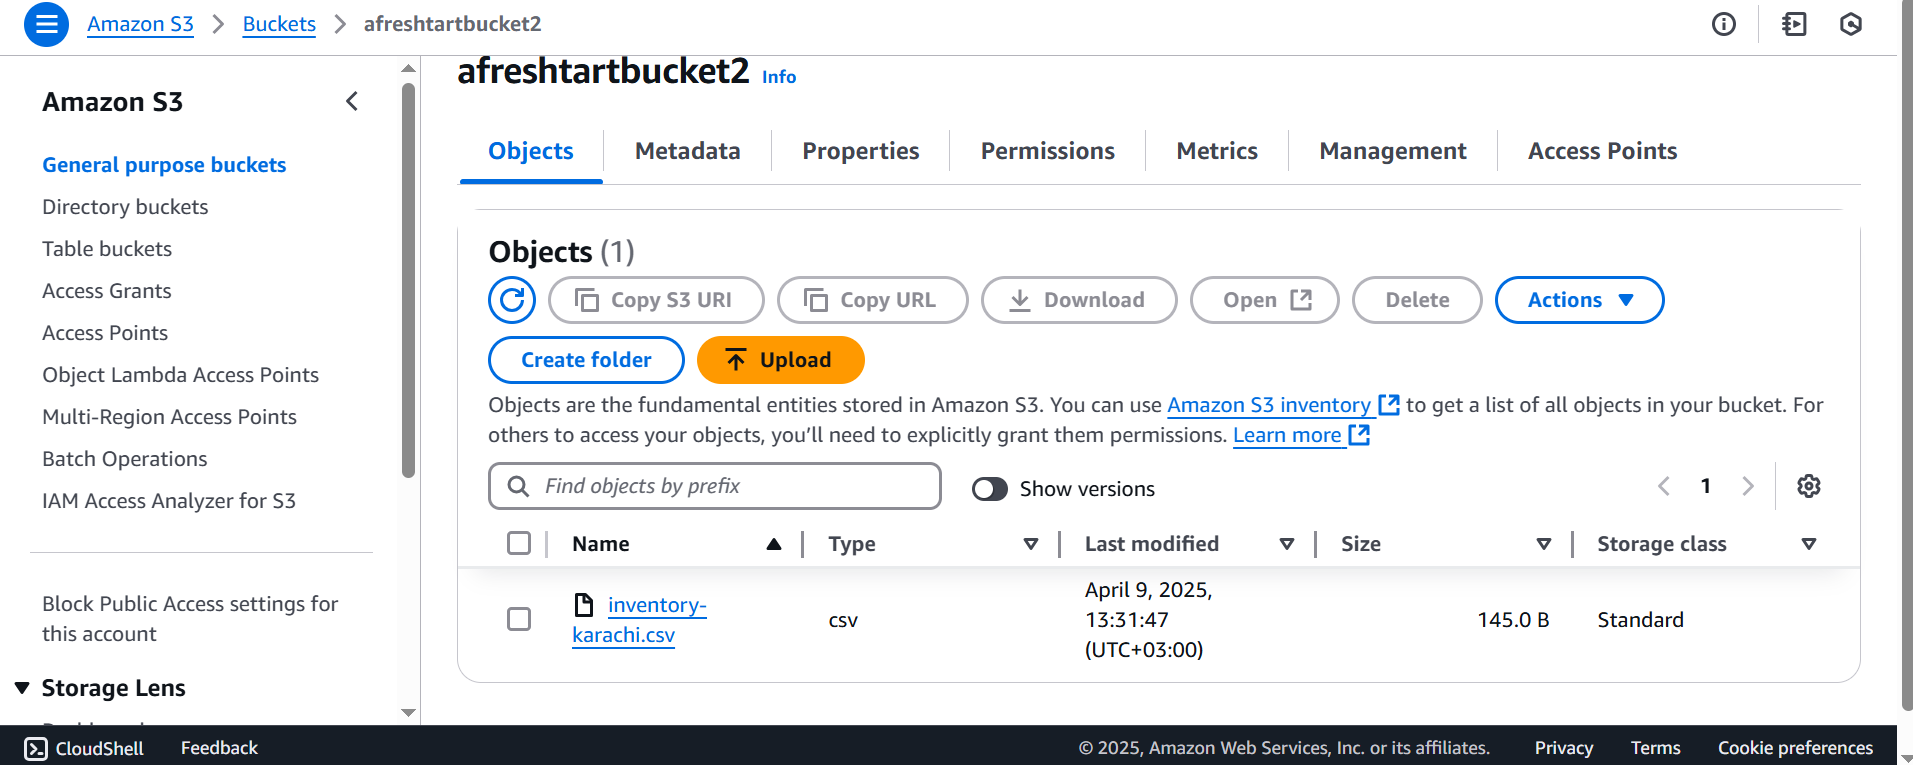 Amazon S3 > Buckets > afreshtartbucket2
Amazon S3
General purpose buckets
Directory buckets
Table buckets
Access Grants
Access Points
Object Lambda Access Points
Multi-Region Access Points
Batch Operations
IAM Access Analyzer for S3
Block Public Access settings for
this account
Storage Lens
afreshtartbucket2 Info
Objects Metadata Properties Permissions Metrics Management Access Points
Objects (1)
Copy S3 URI Copy URL Download Open Delete Actions
Create folder Upload
Objects are the fundamental entities stored in Amazon S3. You can use Amazon S3 inventory to get a list of all objects in your bucket. For
others to access your objects, you’ll need to explicitly grant them permissions. Learn more
Find objects by prefix Show versions 1
Name Type Last modified Size Storage class
inventory-
karachi.csv
csv
April 9, 2025,
13:31:47
(UTC+03:00)
145.0 B
Standard
CloudShell Feedback © 2025, Amazon Web Services, Inc. or its affiliates. Privacy Terms Cookie preferences